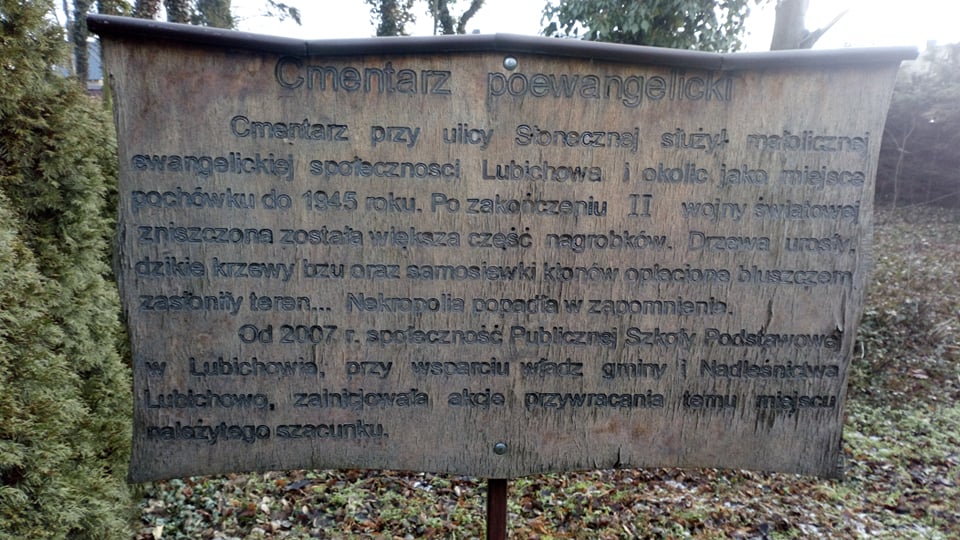 Cmentarz poewangelicki
Cmentarz przy ulicy Słonecznej służył małolicznej
ewangelickiej społeczności Lubichowa i okolic jako miejsce
pochówku do 1945 roku. Po zakończeniu II wojny światowej
zniszczona została większa część nagrobków. Drzewa urosły,
dzikie krzewy bzu oraz samosiewki klonów oplecione bluszczem
zasłoniły teren... Nekropolia popadła w zapomnienie.
Od 2007 r. społeczność Publicznej Szkoły Podstawowej
w Lubichowie, przy wsparciu władz gminy i Nadleśnictwa
Lubichowo, zainicjowała akcję przywracania temu miejscu
należytego szacunku.